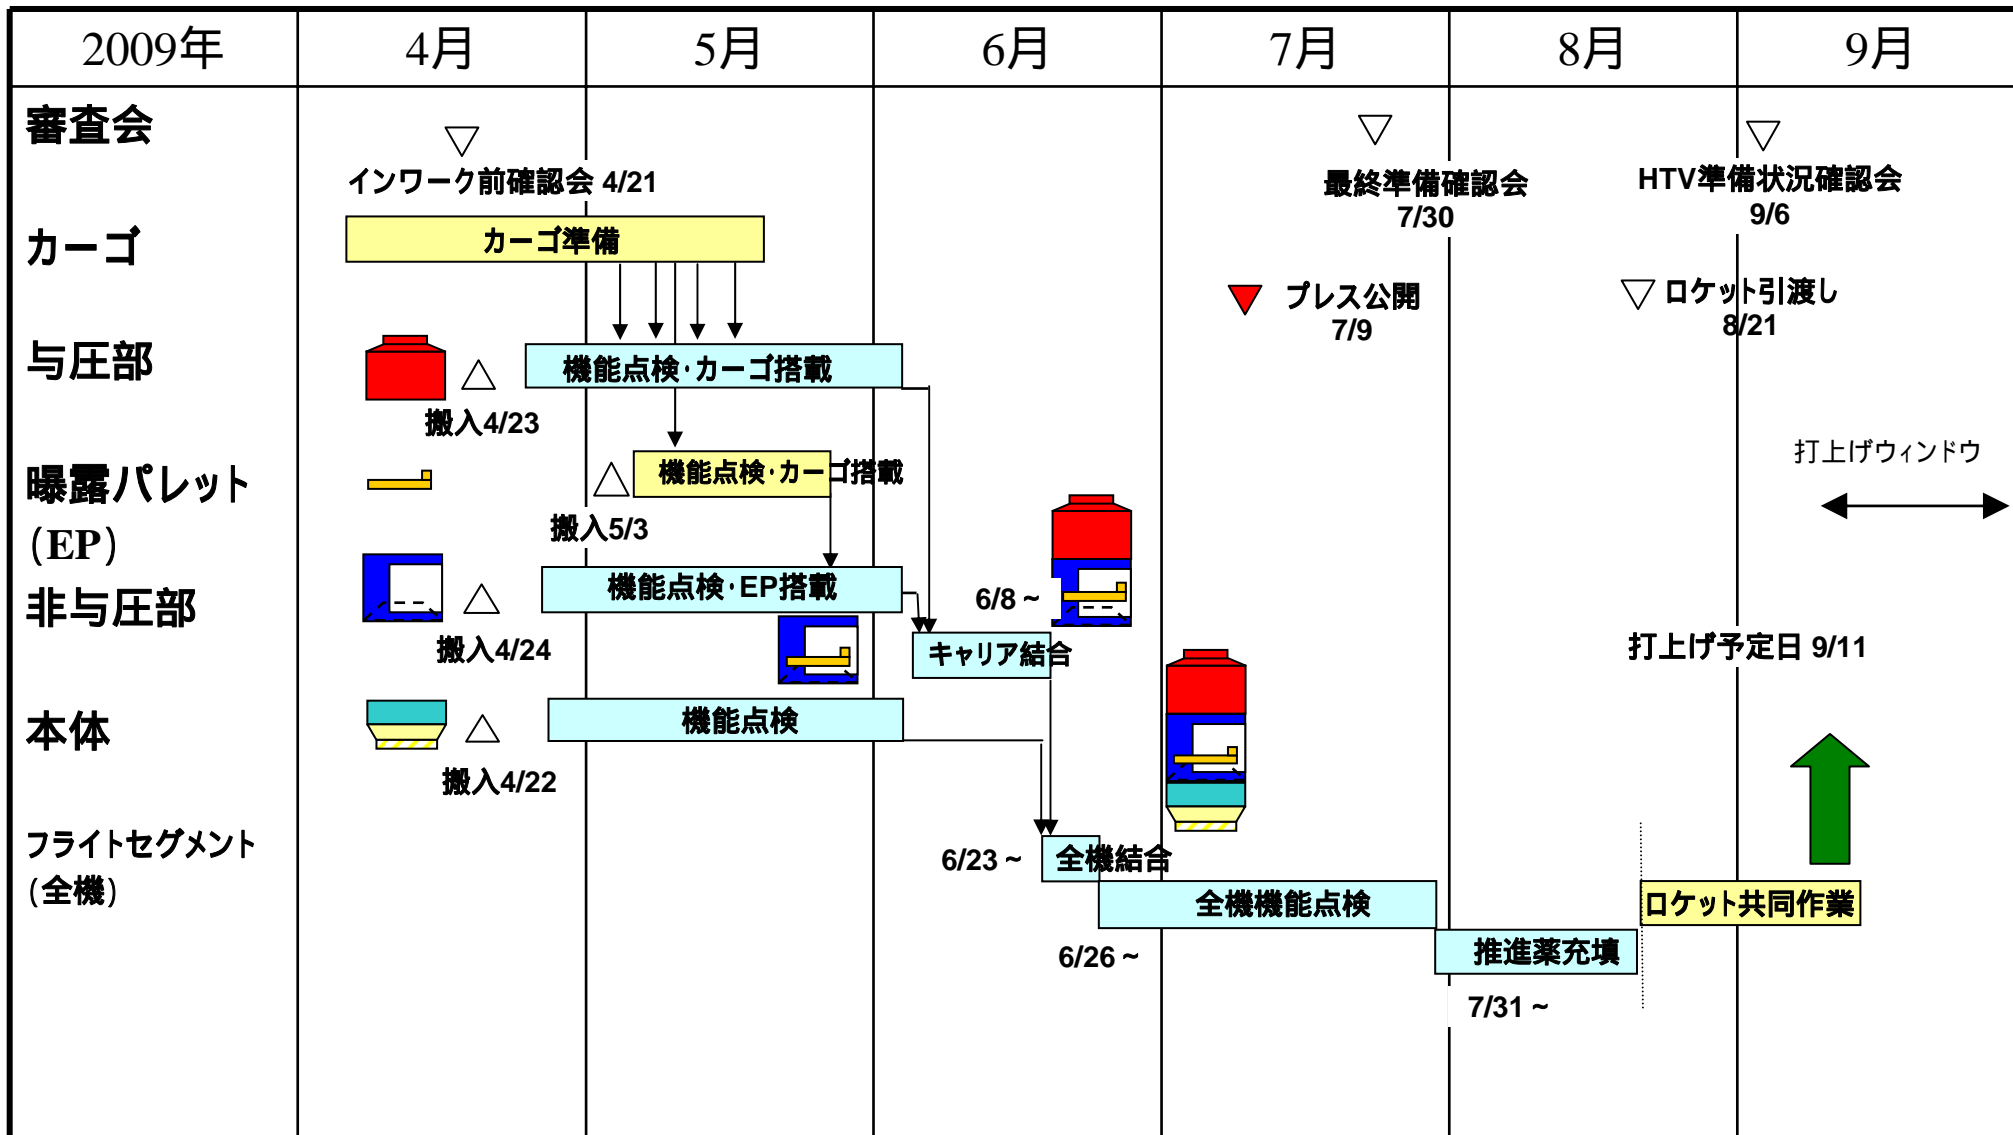 2009年 4月 5月 6月 7月 8月 9月
審査会
インワーク前確認会 4/21
最終準備確認会
7/30
HTV準備状況確認会
9/6
カーゴ
カーゴ準備
プレス公開
7/9
ロケット引渡し
8/21
与圧部
機能点検・カーゴ搭載
搬入4/23
曝露パレット
(EP)
機能点検・カーゴ搭載
搬入5/3
打上げウィンドウ
非与圧部
機能点検・EP搭載
搬入4/24
6/8 ~
キャリア結合
打上げ予定日 9/11
本体
機能点検
搬入4/22
フライトセグメント
(全機)
6/23 ~
全機結合
全機機能点検
6/26 ~
ロケット共同作業
推進薬充填
7/31 ~